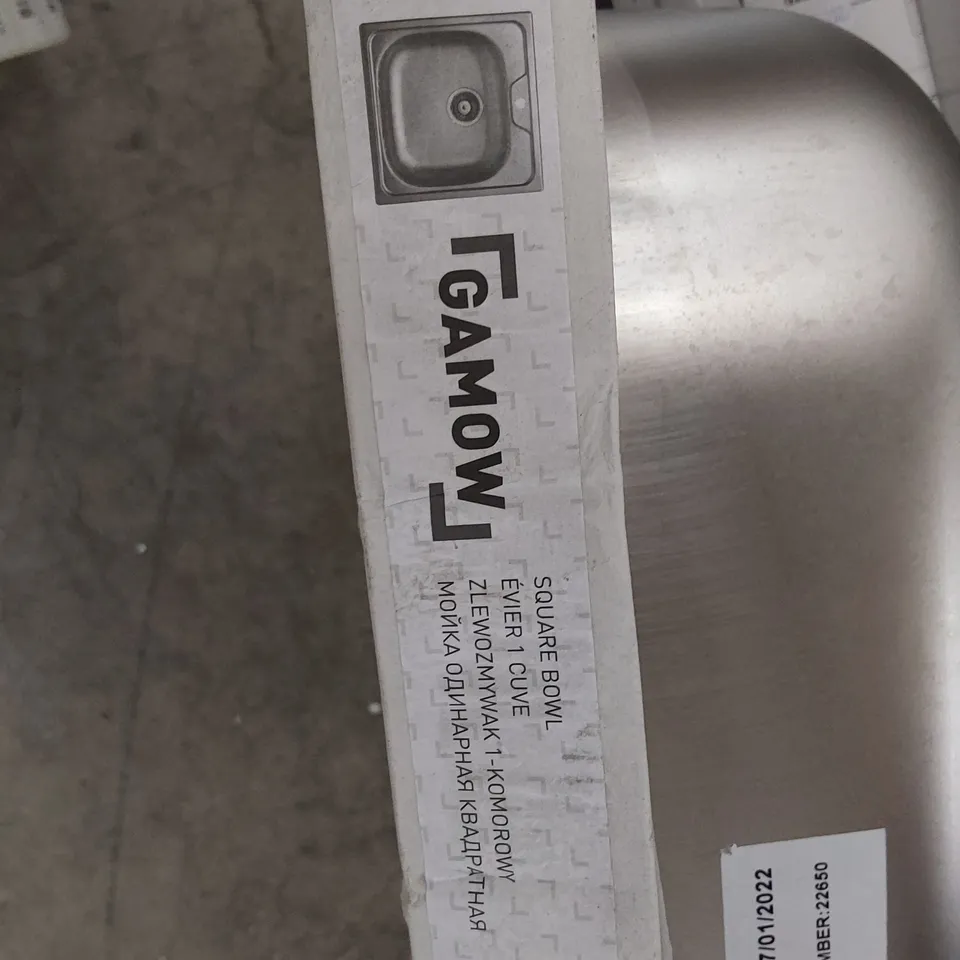 GAMOW
SQUARE BOWL
ÉVIER 1 CUVE
ZLEWOZMYWAK 1-KOMOROWY
МОЙКА ОДИНАРНАЯ КВАДРАТНАЯ
7/01/2022
MBER:22650